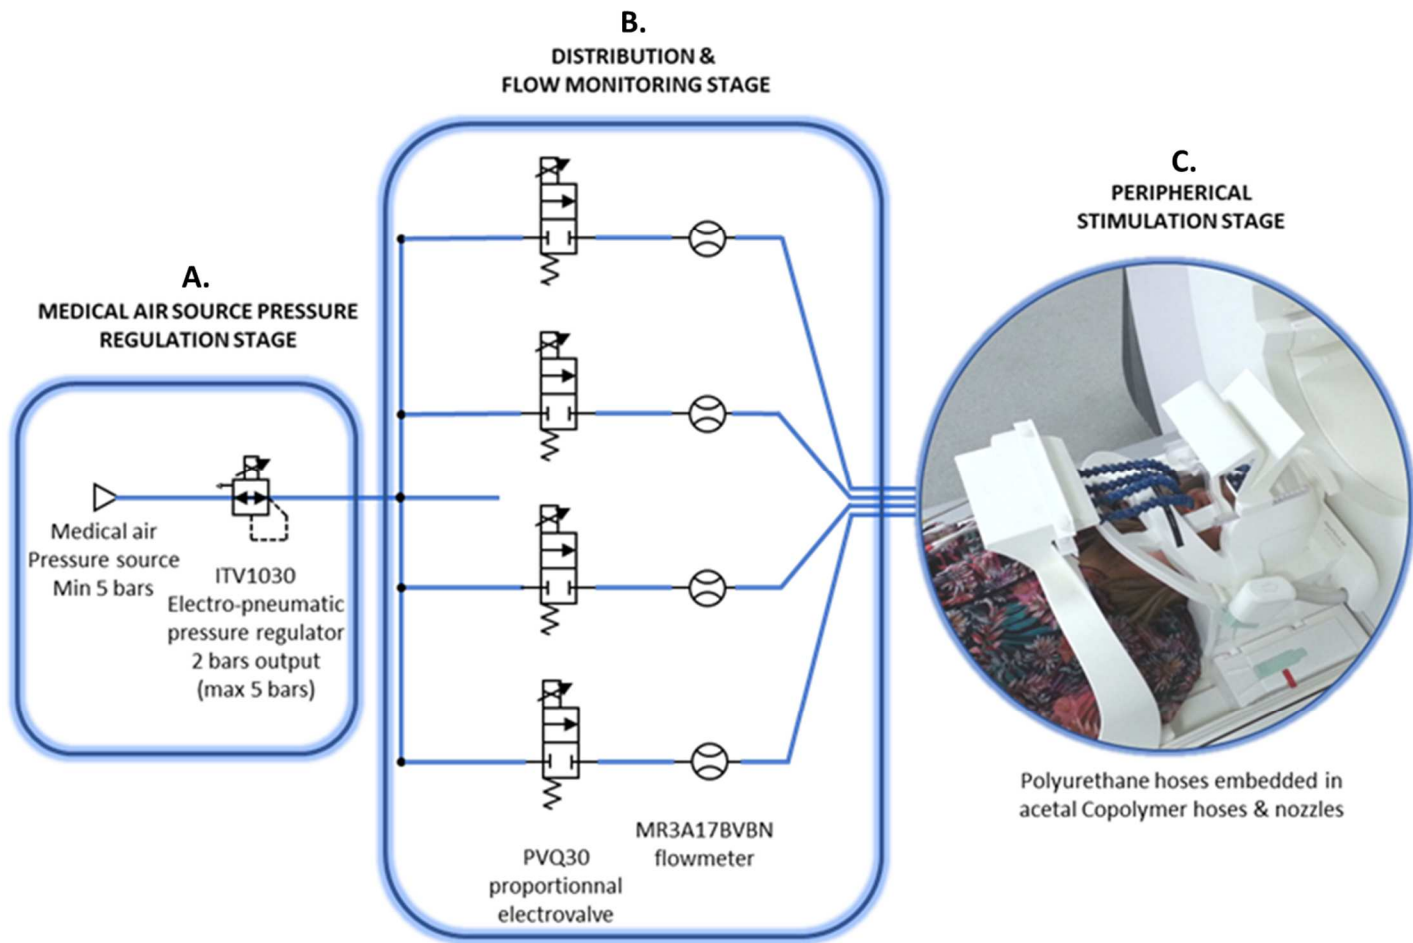 A.
MEDICAL AIR SOURCE PRESSURE
REGULATION STAGE
Medical air
Pressure source
Min 5 bars
ITV1030
Electro-pneumatic
pressure regulator
2 bars output
(max 5 bars)
B.
DISTRIBUTION &
FLOW MONITORING STAGE
PVQ30
proportionnal
electrovalve
MR3A17BVBN
flowmeter
C.
PERIPHERICAL
STIMULATION STAGE
Polyurethane hoses embedded in
acetal Copolymer hoses & nozzles